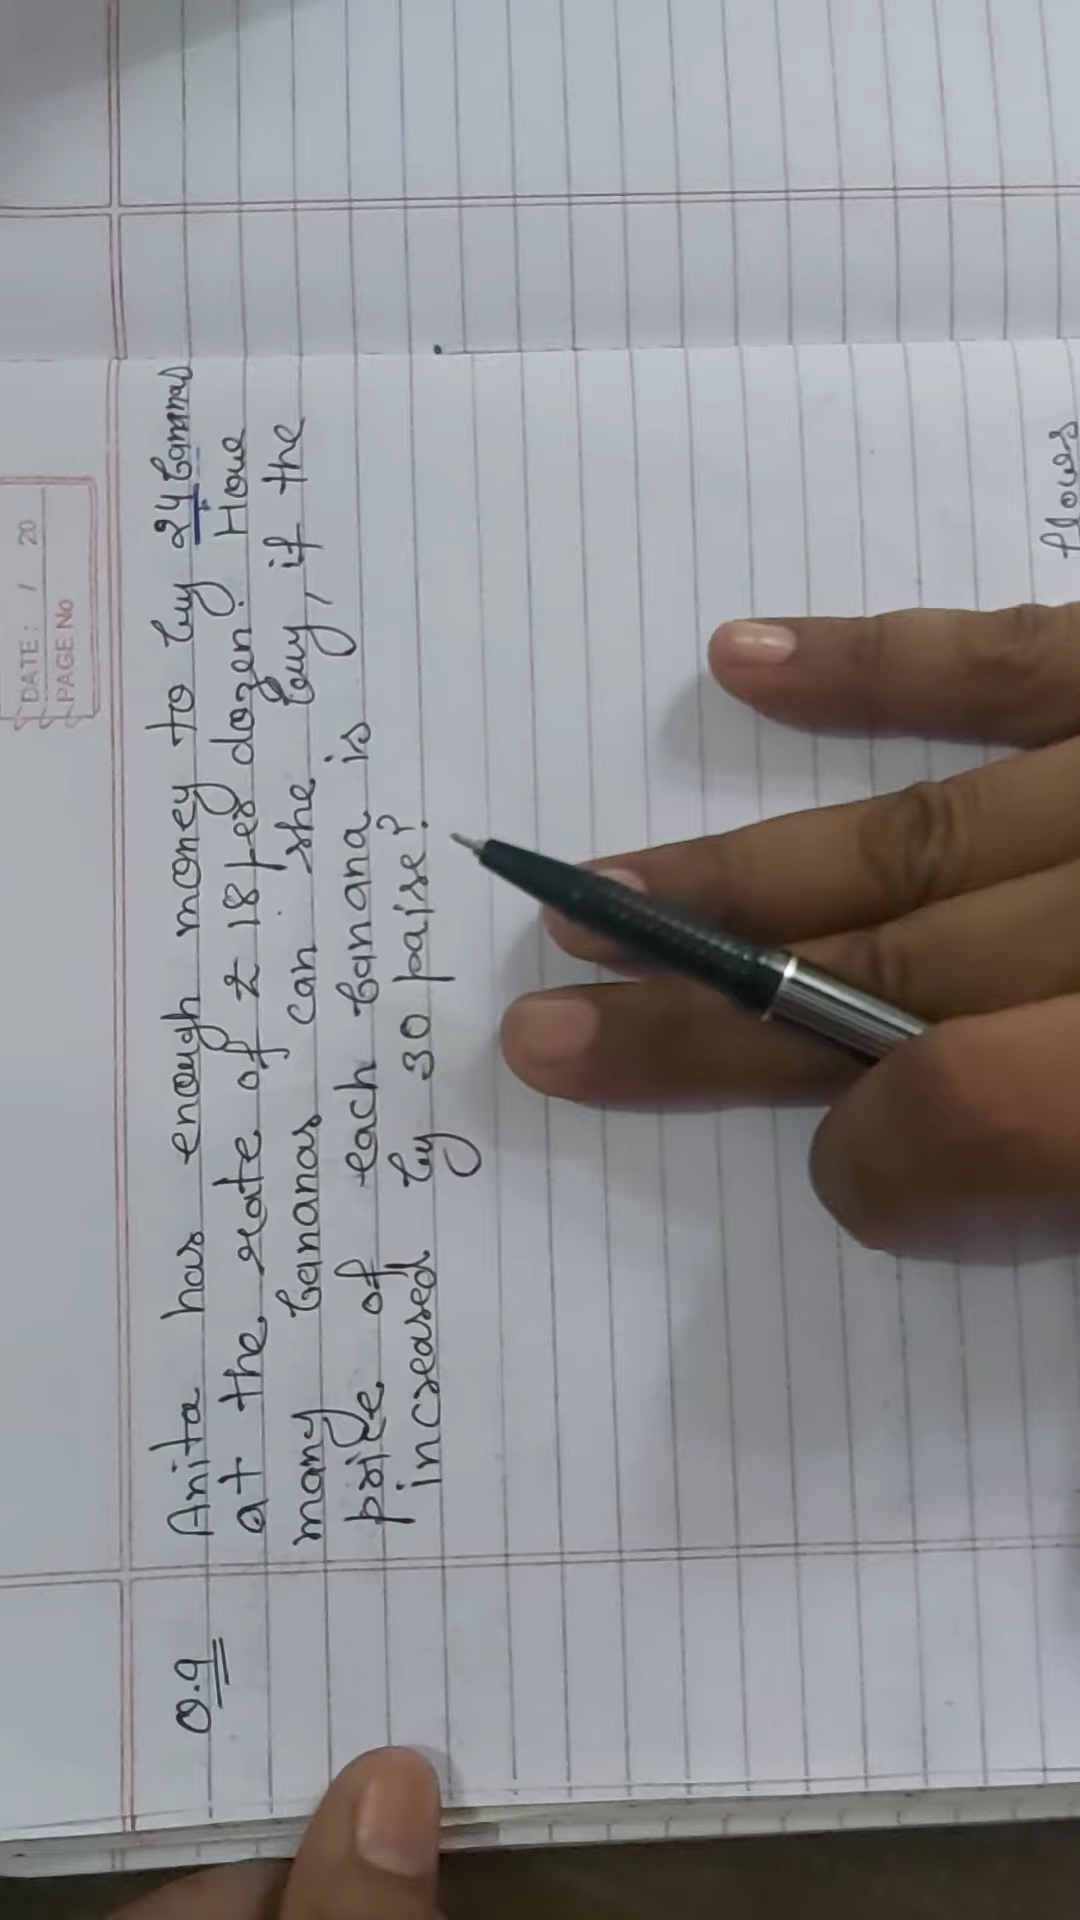 DATE: / 20
PAGE No
Q.9 Anita has enough money to buy 24 bananas
at the rate of ₹ 18 per dozen. How
many bananas can she buy, if the
price of each banana is
increased by 30 paise?
flows